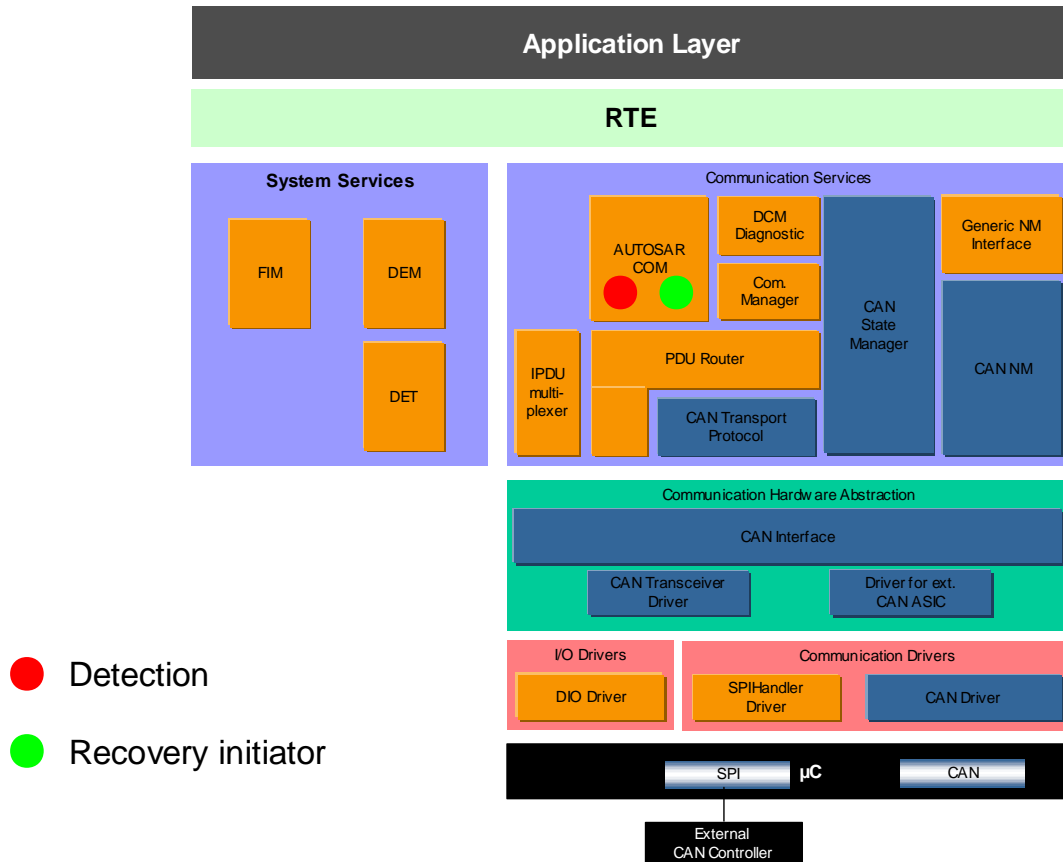 Application Layer
RTE
System Services
FIM
DEM
DET
Communication Services
AUTOSAR
COM
DCM
Diagnostic
Com.
Manager
CAN
State
Manager
Generic NM
Interface
CAN NM
IPDU
multi-
plexer
PDU Router
CAN Transport
Protocol
Communication Hardware Abstraction
CAN Interface
CAN Transceiver
Driver
Driver for ext.
CAN ASIC
I/O Drivers
DIO Driver
Communication Drivers
SPIHandler
Driver
CAN Driver
SPI
µC
CAN
External
CAN Controller
Detection
Recovery initiator